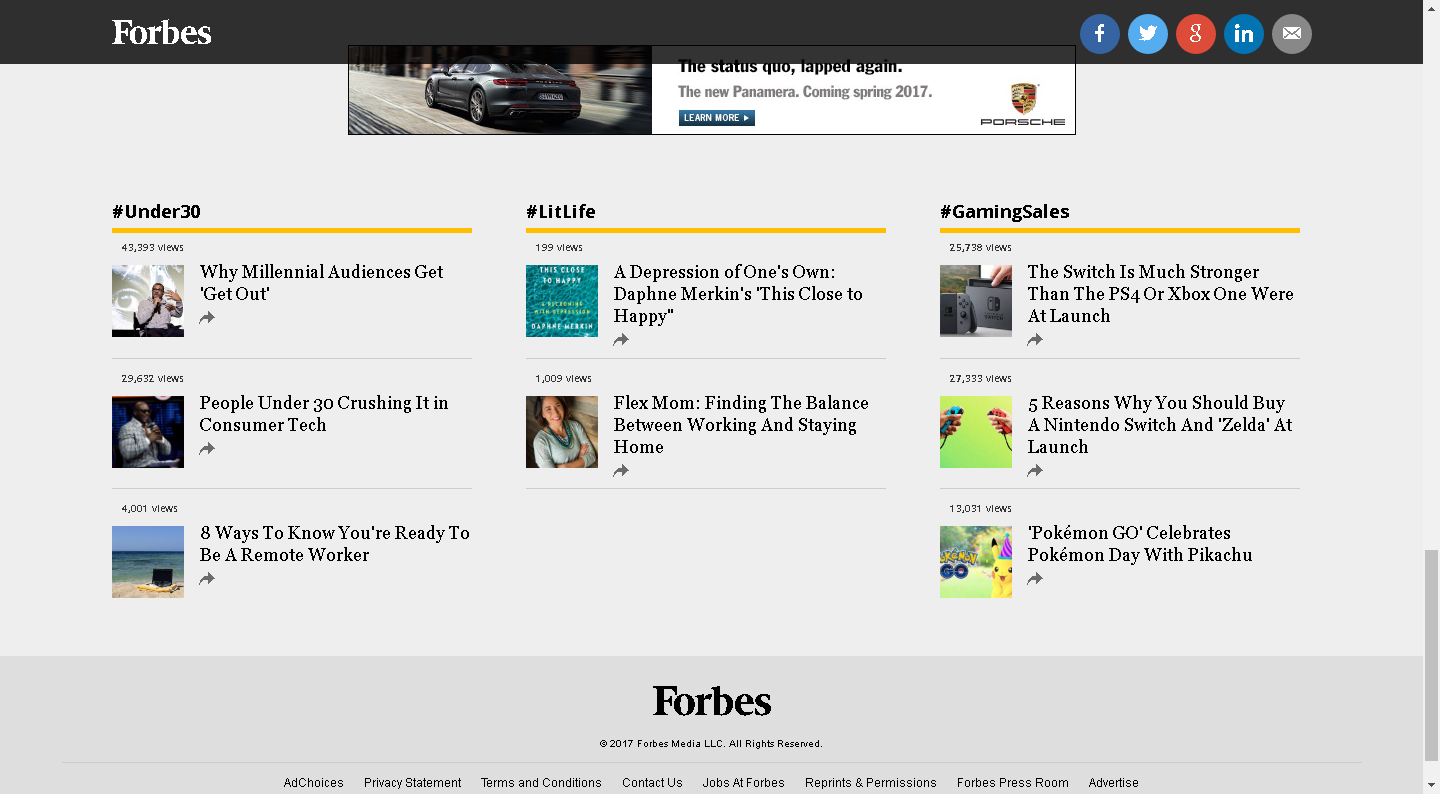 Forbes
The status quo, lapped again.
The new Panamera. Coming spring 2017.
LEARN MORE
PORSCHE
#Under30
43,393 views
Why Millennial Audiences Get
'Get Out'
29,632 views
People Under 30 Crushing It in
Consumer Tech
4,001 views
8 Ways To Know You're Ready To
Be A Remote Worker
#LitLife
199 views
THIS CLOSE
TO HAPPY
A RECKONING
WITH DEPRESSION
DAPHNE MERKIN
A Depression of One's Own:
Daphne Merkin's 'This Close to
Happy"
1,009 views
Flex Mom: Finding The Balance
Between Working And Staying
Home
#GamingSales
25,738 views
The Switch Is Much Stronger
Than The PS4 Or Xbox One Were
At Launch
27,333 views
5 Reasons Why You Should Buy
A Nintendo Switch And 'Zelda' At
Launch
13,031 views
GO
'Pokémon GO' Celebrates
Pokémon Day With Pikachu
Forbes
© 2017 Forbes Media LLC. All Rights Reserved.
AdChoices Privacy Statement Terms and Conditions Contact Us Jobs At Forbes Reprints & Permissions Forbes Press Room Advertise